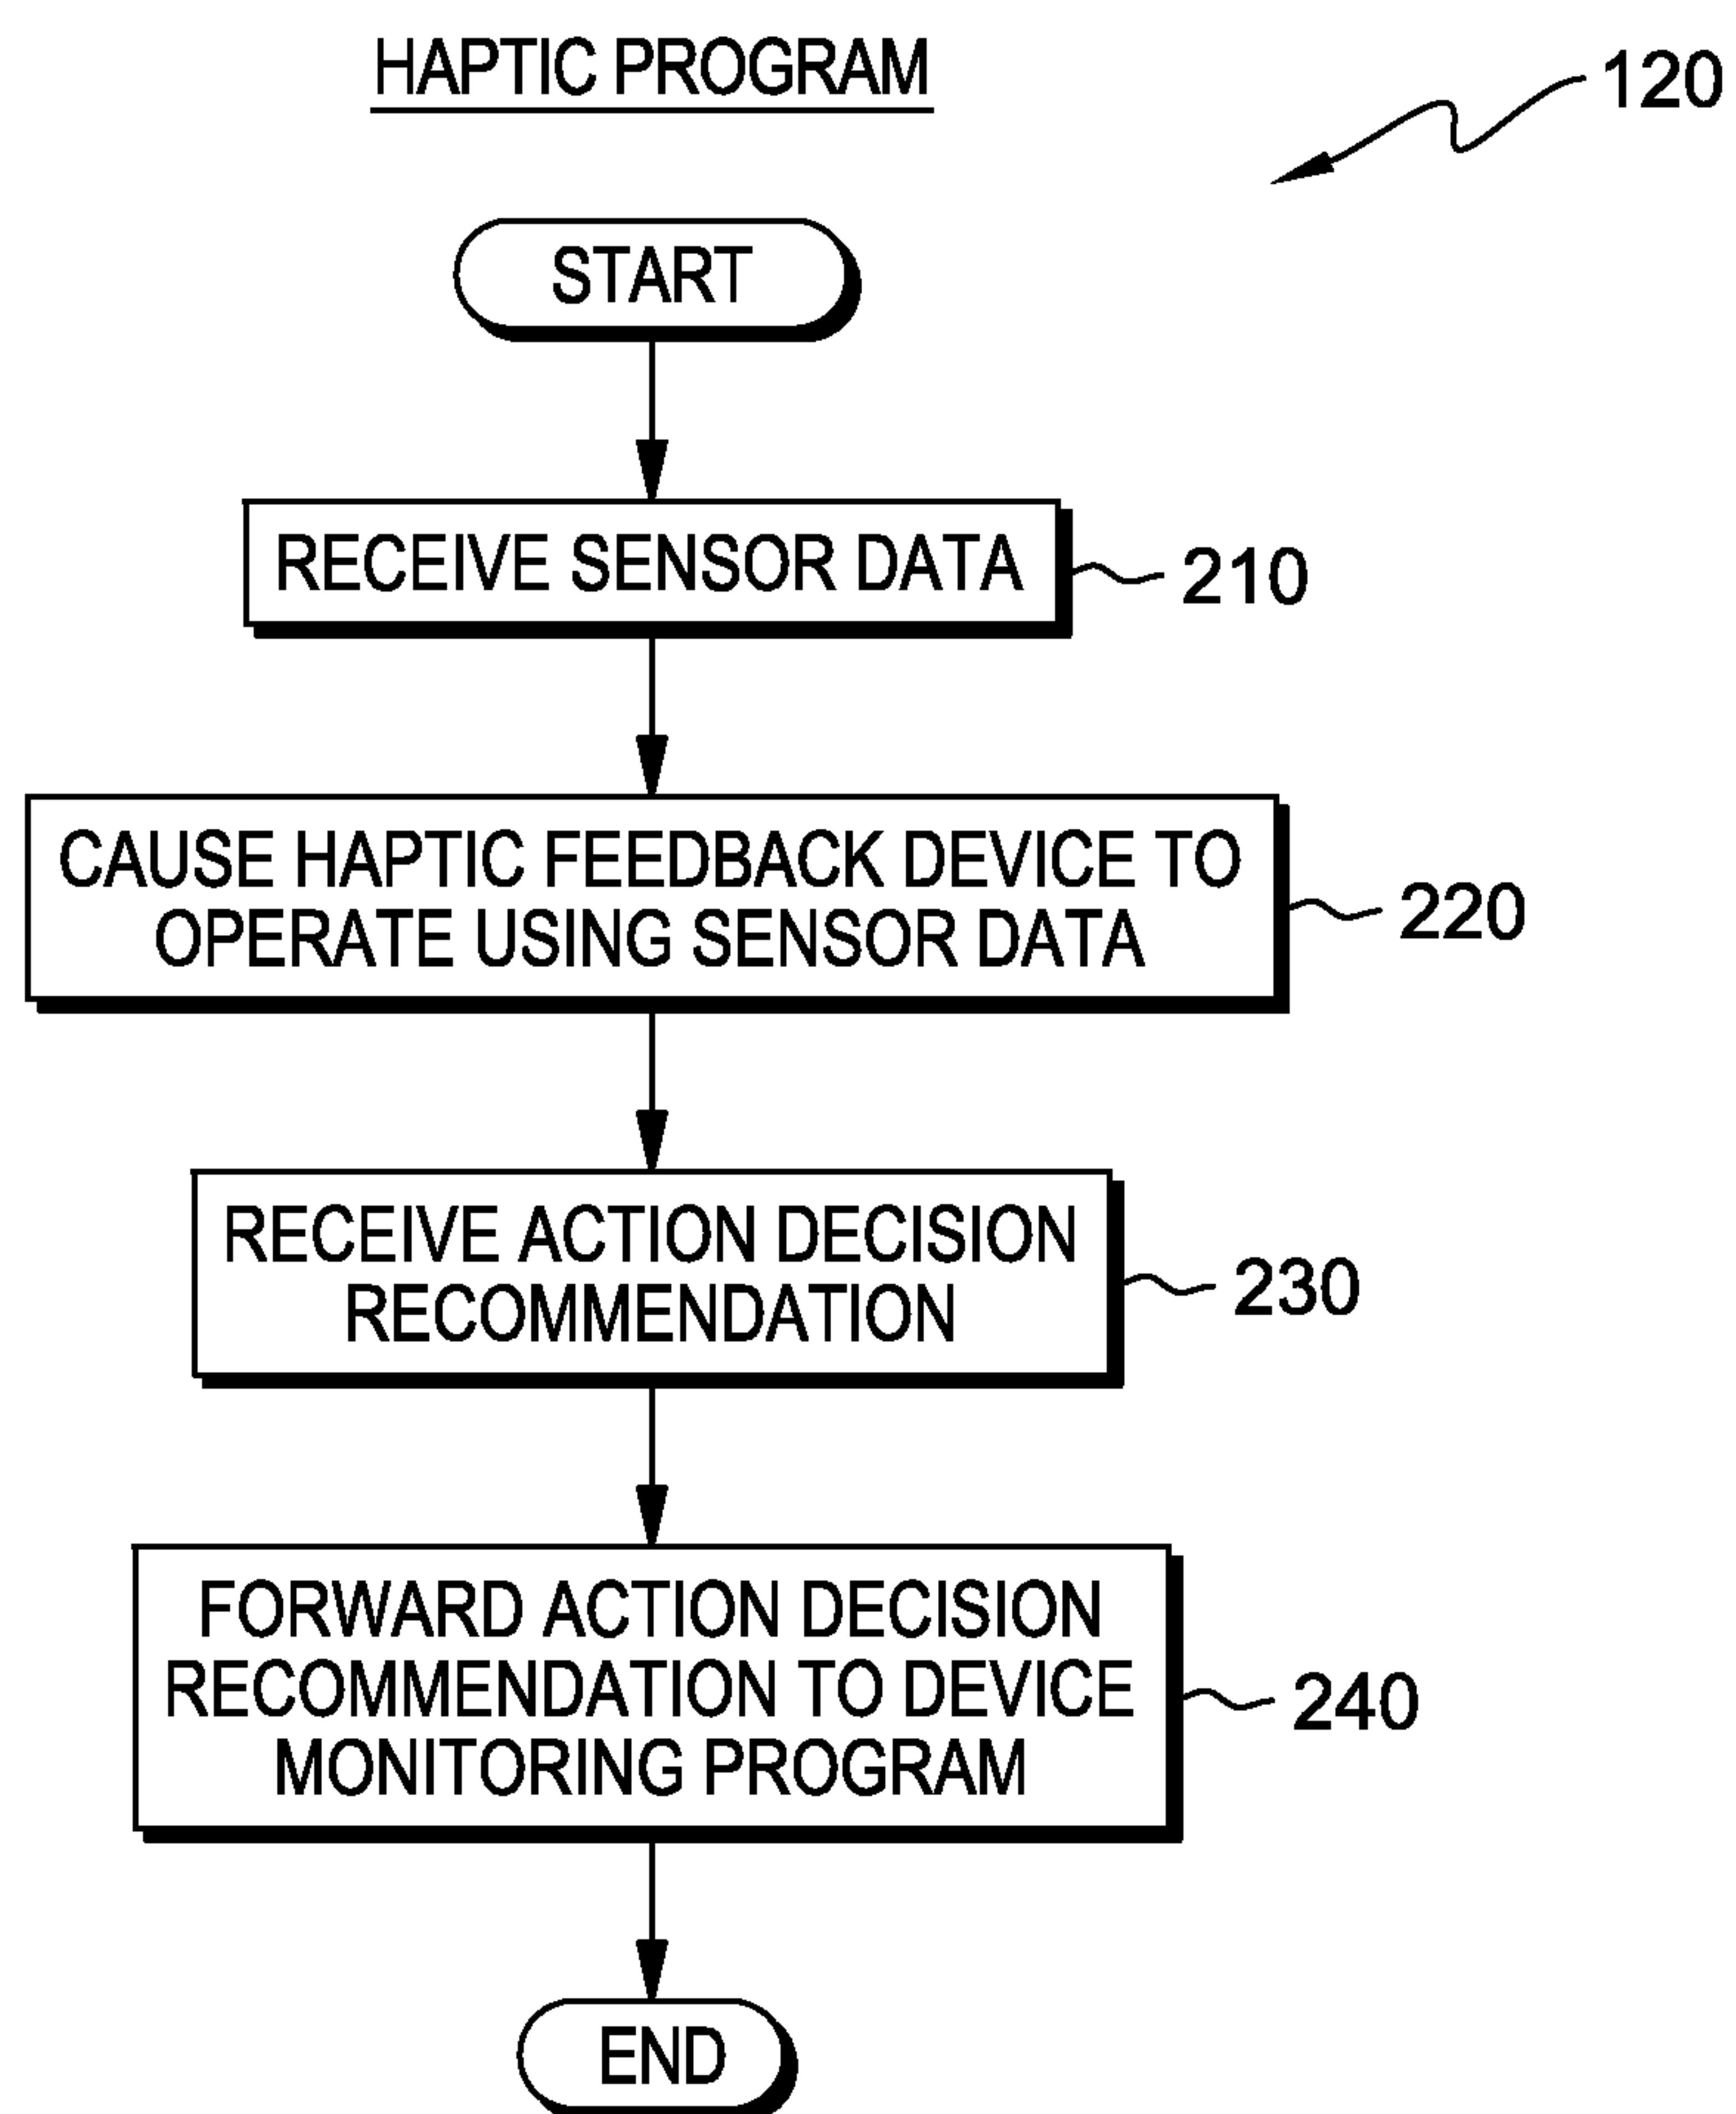 HAPTIC PROGRAM
120
START
RECEIVE SENSOR DATA
210
CAUSE HAPTIC FEEDBACK DEVICE TO
OPERATE USING SENSOR DATA
220
RECEIVE ACTION DECISION
RECOMMENDATION
230
FORWARD ACTION DECISION
RECOMMENDATION TO DEVICE
MONITORING PROGRAM
240
END